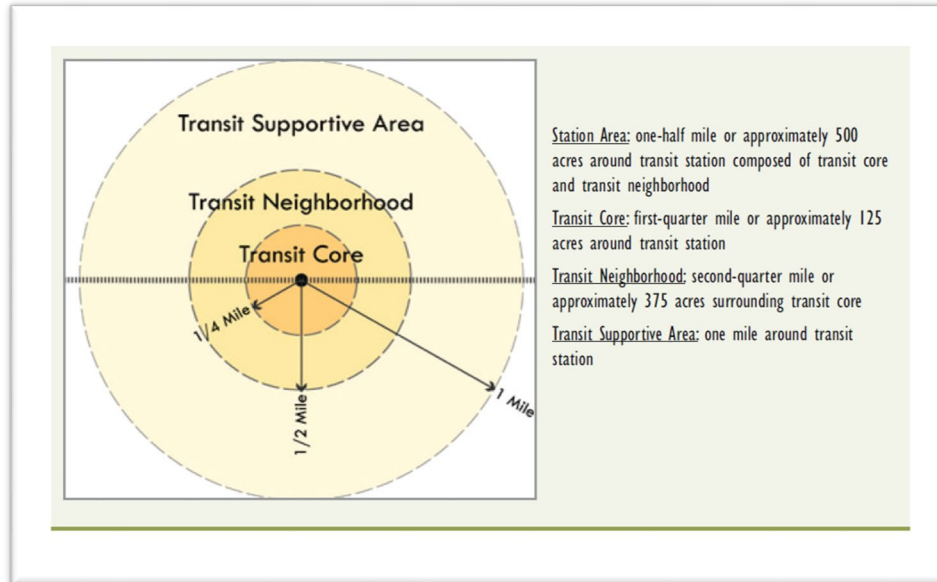 Transit Supportive Area
Transit Neighborhood
Transit Core
1/4 Mile
1/2 Mile
1 Mile
Station Area: one-half mile or approximately 500
acres around transit station composed of transit core
and transit neighborhood
Transit Core: first-quarter mile or approximately 125
acres around transit station
Transit Neighborhood: second-quarter mile or
approximately 375 acres surrounding transit core
Transit Supportive Area: one mile around transit
station